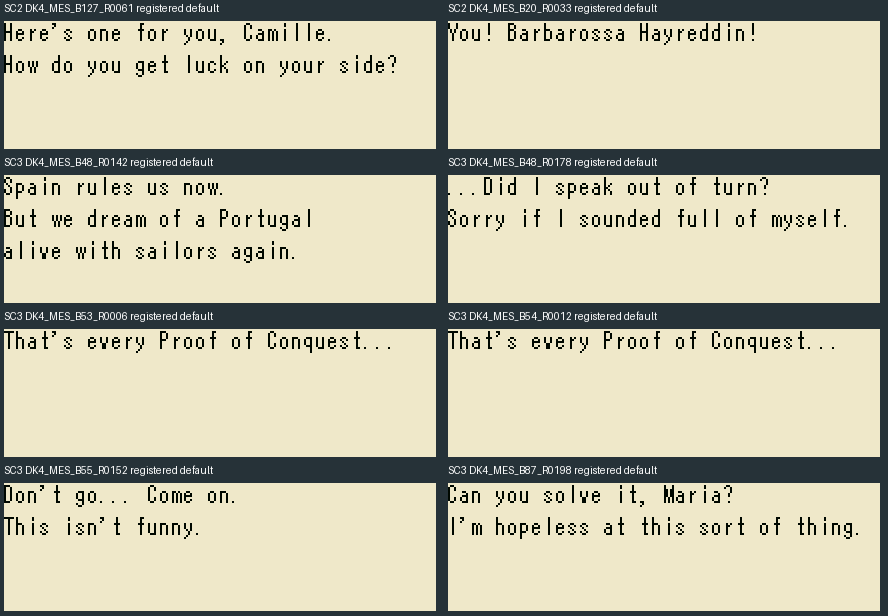 SC2 DK4_MES_B127_R0061 registered default
Here's one for you, Camille.
How do you get luck on your side?
SC2 DK4_MES_B20_R0033 registered default
You! Barbarossa Hayreddin!
SC3 DK4_MES_B48_R0142 registered default
Spain rules us now.
But we dream of a Portugal
alive with sailors again.
SC3 DK4_MES_B48_R0178 registered default
...Did I speak out of turn?
Sorry if I sounded full of myself.
SC3 DK4_MES_B53_R0006 registered default
That's every Proof of Conquest...
SC3 DK4_MES_B54_R0012 registered default
That's every Proof of Conquest...
SC3 DK4_MES_B55_R0152 registered default
Don't go... Come on.
This isn't funny.
SC3 DK4_MES_B87_R0198 registered default
Can you solve it, Maria?
I'm hopeless at this sort of thing.